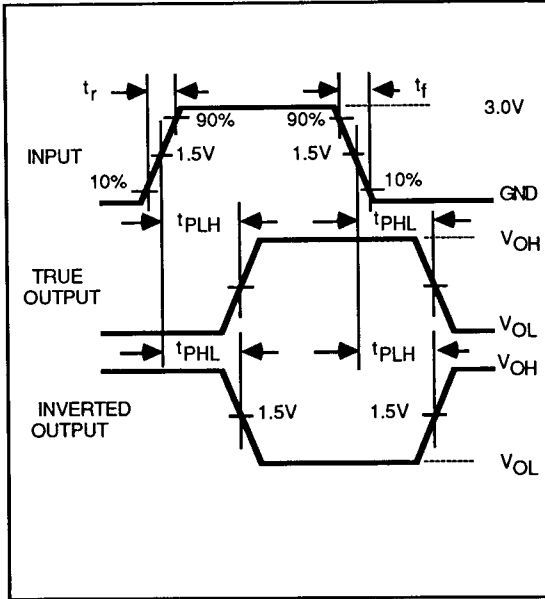 tr tf
3.0V
90% 90%
INPUT 1.5V 1.5V
10% 10%
GND
tPLH tPHL VOH
TRUE
OUTPUT
VOL
tPHL tPLH VOH
INVERTED
OUTPUT 1.5V 1.5V
VOL